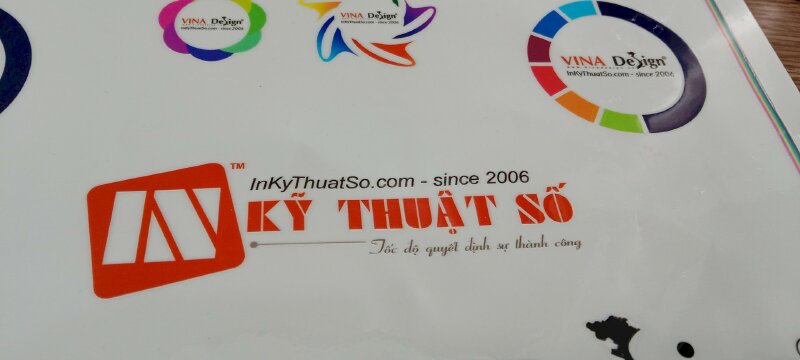 VINA Design®
InKyThuatSo.com - since 2006
VINA Design®
InKyThuatSo.com - since 2006
VINA Design®
InKyThuatSo.com - since 2006
IN
TM
InKyThuatSo.com - since 2006
KỸ THUẬT SỐ
Tốc độ quyết định sự thành công